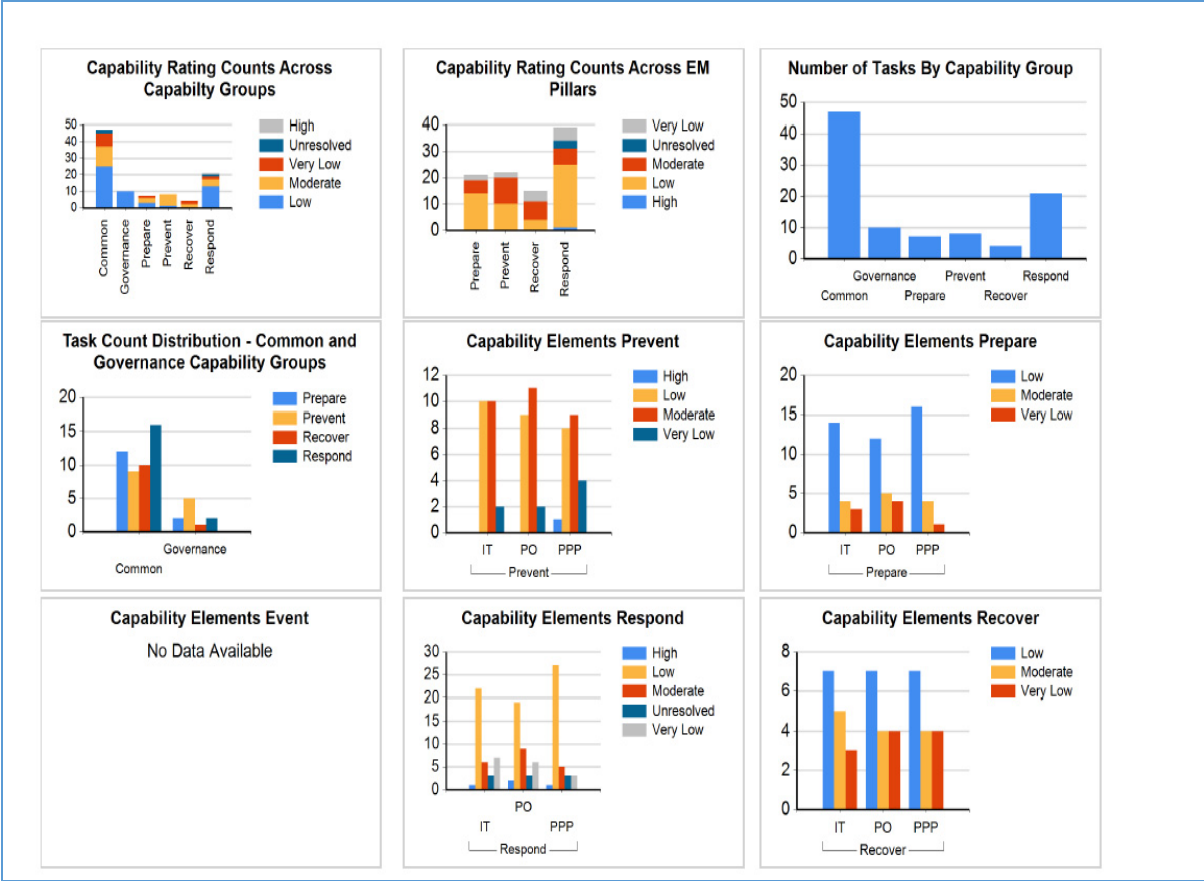 Capability Rating Counts Across
Capabilty Groups
50
40
30
20
10
0
Common
Governance
Prepare
Prevent
Recover
Respond
High
Unresolved
Very Low
Moderate
Low
Capability Rating Counts Across EM
Pillars
40
30
20
10
0
Prepare
Prevent
Recover
Respond
Very Low
Unresolved
Moderate
Low
High
Number of Tasks By Capability Group
50
40
30
20
10
0
Governance Prevent Respond
Common Prepare Recover
Task Count Distribution - Common and
Governance Capability Groups
20
15
10
5
0
Governance
Common
Prepare
Prevent
Recover
Respond
Capability Elements Prevent
12
10
8
6
4
2
0
IT PO PPP
Prevent
High
Low
Moderate
Very Low
Capability Elements Prepare
20
15
10
5
0
IT PO PPP
Prepare
Low
Moderate
Very Low
Capability Elements Event
No Data Available
Capability Elements Respond
30
25
20
15
10
5
0
PO
IT PPP
Respond
High
Low
Moderate
Unresolved
Very Low
Capability Elements Recover
8
6
4
2
0
IT PO PPP
Recover
Low
Moderate
Very Low